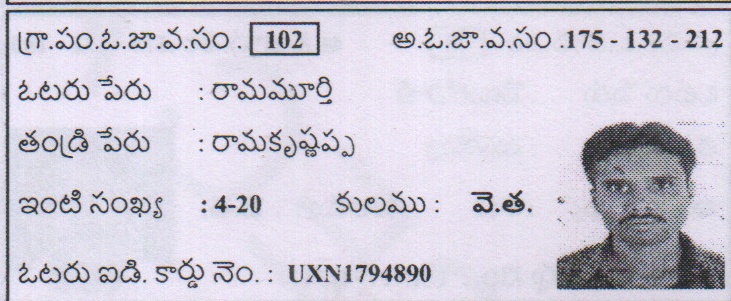 గ్రా.పం.ఓ.జా.వ.సం 102 అ.ఓ.జా.వ.సం .175 - 132 - 212
ఓటరు పేరు : రామమూర్తి
తండ్రి పేరు : రామకృష్ణప్ప
ఇంటి సంఖ్య : 4-20 కులము : వె.త.
ఓటరు ఐడి. కార్డు నెం. : UXN1794890